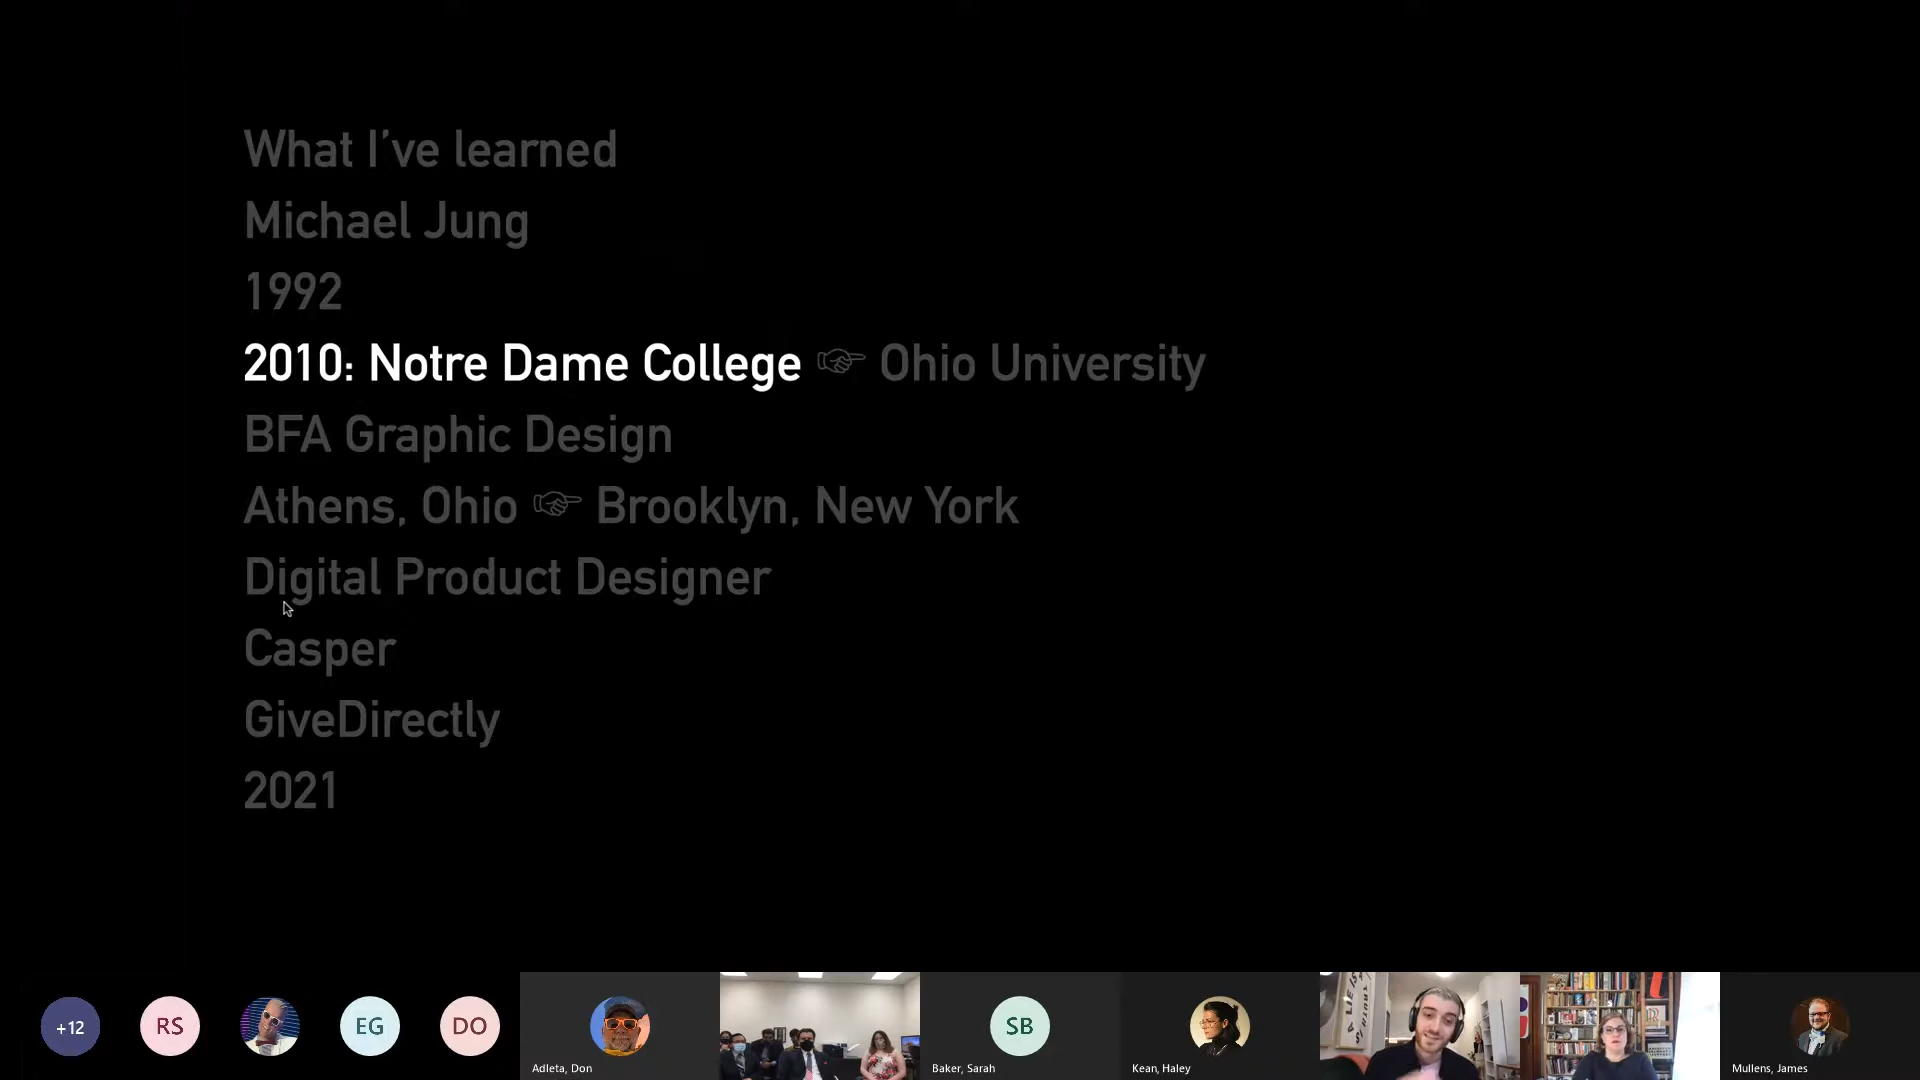 What I’ve learned
Michael Jung
1992
2010: Notre Dame College ☞ Ohio University
BFA Graphic Design
Athens, Ohio ☞ Brooklyn, New York
Digital Product Designer
Casper
GiveDirectly
2021
+12
RS
EG
DO
SB
Adleta, Don
Baker, Sarah
Kean, Haley
Mullens, James